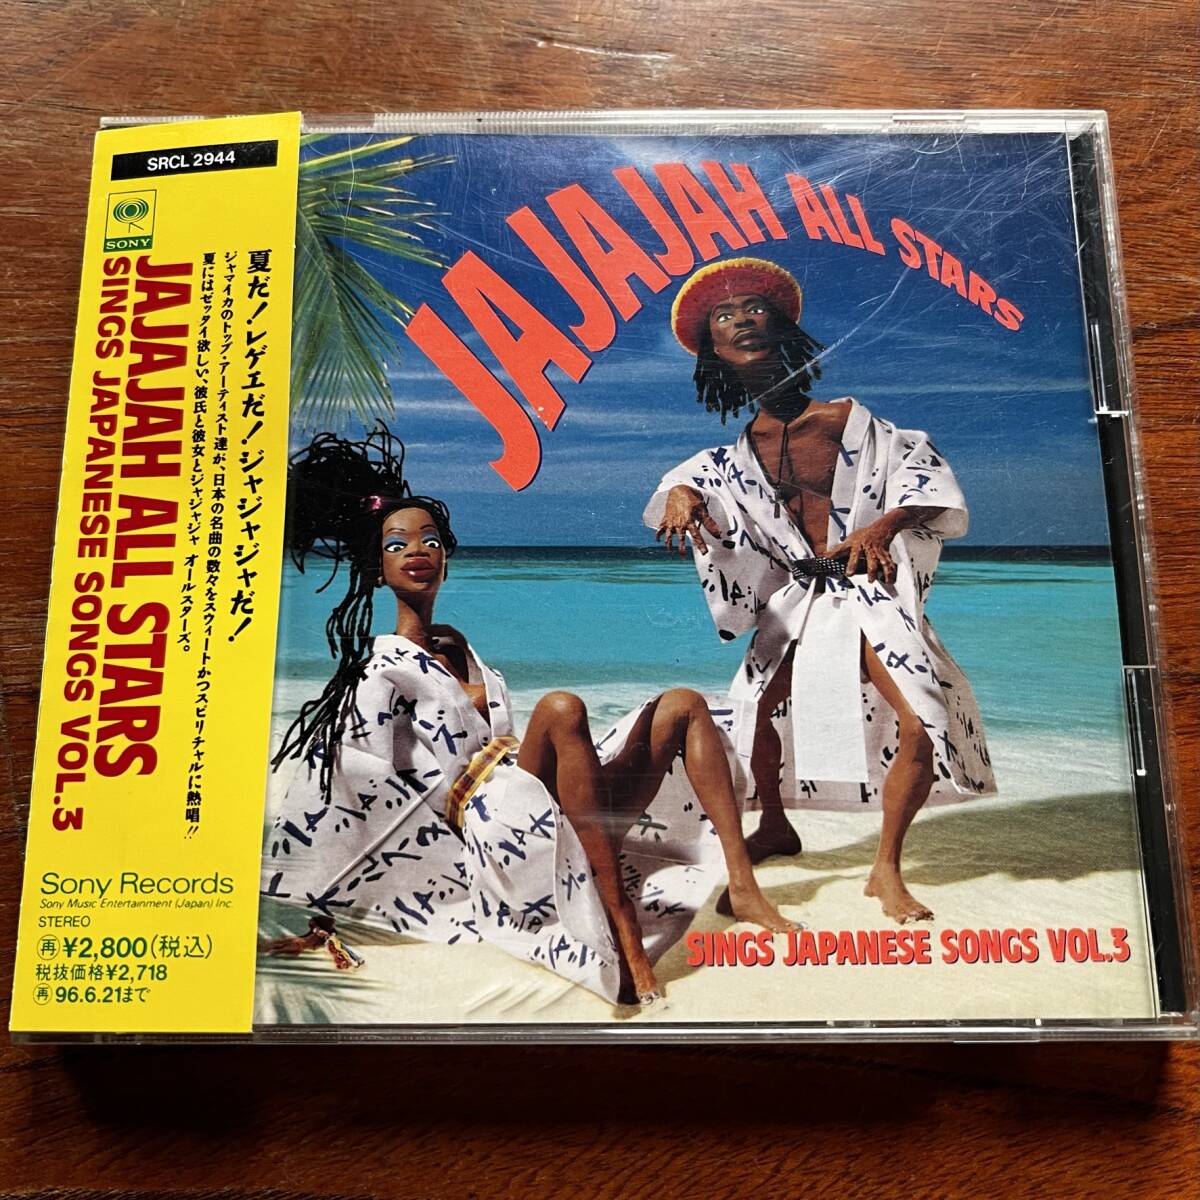 SRCL 2944
SONY
JAJAJAH ALL STARS
SINGS JAPANESE SONGS VOL.3
夏だ！レゲエだ！ジャジャジャだ！
ジャマイカのトップ・アーティスト達が、日本の名曲の数々をスウィートかつスピリチャルに熱唱!!
夏にはゼッタイ欲しい、彼氏と彼女とジャジャジャ オールスターズ。
Sony Records
Sony Music Entertainment (Japan) Inc.
STEREO
再¥2,800(税込)
税抜価格¥2,718
再96.6.21まで
JAJAJAH ALL STARS
SINGS JAPANESE SONGS VOL.3